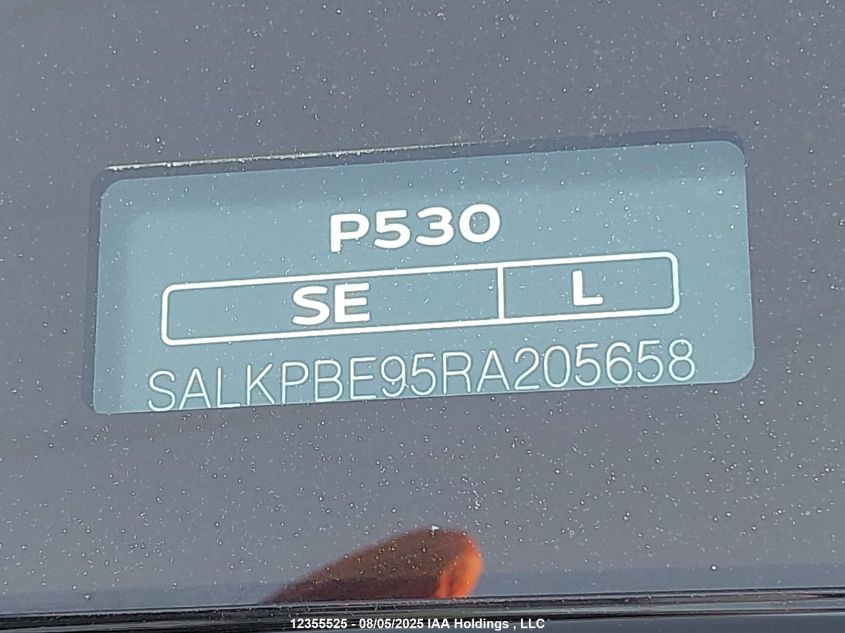 P530
SE L
SALKPBE95RA205658
12355525 - 08/05/2025 IAA Holdings , LLC